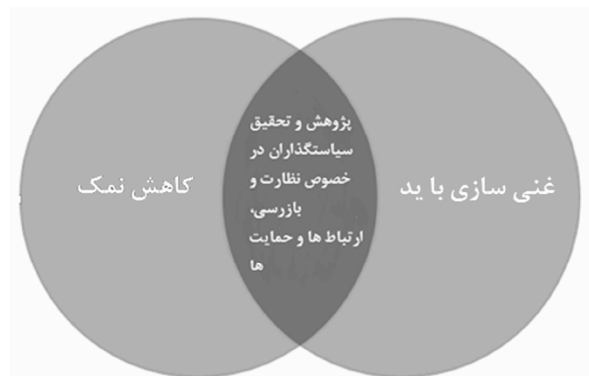 غنی سازی با ید
پژوهش و تحقیق
سیاستگذاران در
خصوص نظارت و
بازرسی،
ارتباط ها و حمایت
ها
کاهش نمک